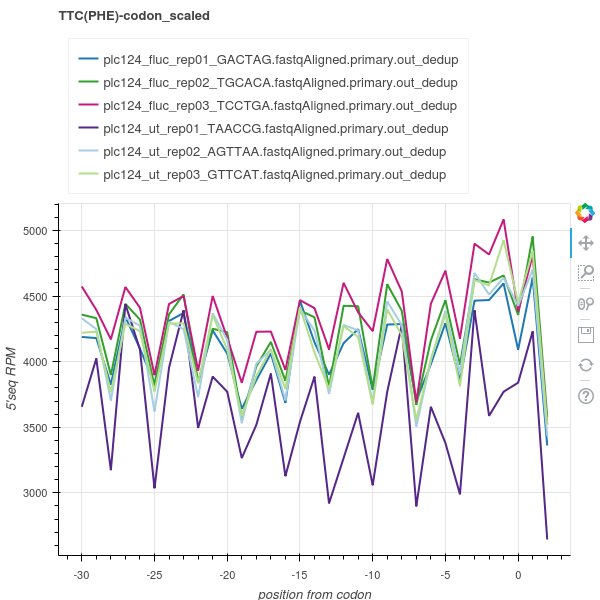 TTC(PHE)-codon_scaled
plc124_fluc_rep01_GACTAG.fastqAligned.primary.out_dedup
plc124_fluc_rep02_TGCACA.fastqAligned.primary.out_dedup
plc124_fluc_rep03_TCCTGA.fastqAligned.primary.out_dedup
plc124_ut_rep01_TAACCG.fastqAligned.primary.out_dedup
plc124_ut_rep02_AGTTAA.fastqAligned.primary.out_dedup
plc124_ut_rep03_GTTCAT.fastqAligned.primary.out_dedup
5000
4500
4000
3500
3000
5'seq RPM
-30 -25 -20 -15 -10 -5 0
position from codon